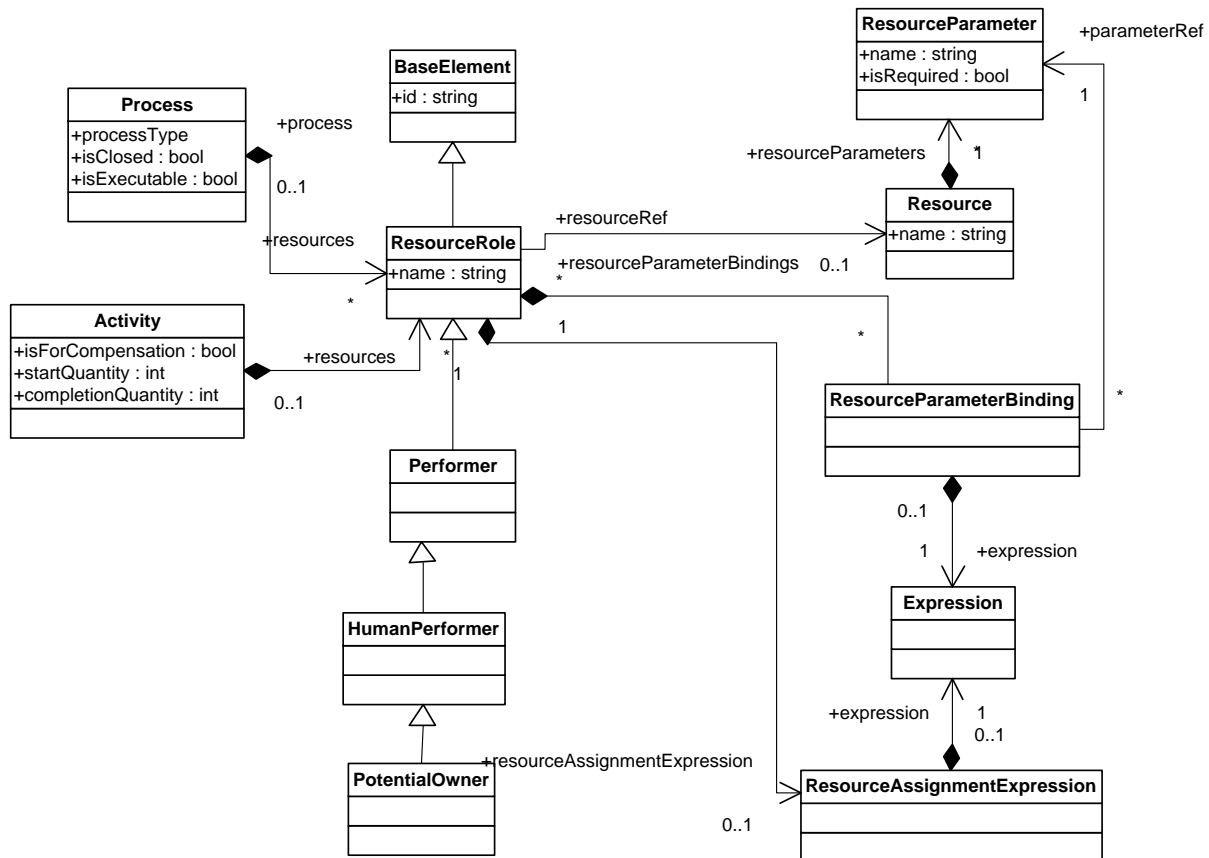 ResourceParameter
+name : string
+isRequired : bool
+parameterRef
1
BaseElement
+id : string
Process
+processType
+isClosed : bool
+isExecutable : bool
+process
0..1
+resourceParameters
*
1
Resource
+name : string
+resources
*
ResourceRole
+name : string
+resourceRef
0..1
+resourceParameterBindings
*
1
*
Activity
+isForCompensation : bool
+startQuantity : int
+completionQuantity : int
+resources
0..1
*
1
ResourceParameterBinding
*
0..1
1
+expression
Performer
Expression
HumanPerformer
+expression
1
0..1
PotentialOwner
+resourceAssignmentExpression
0..1
ResourceAssignmentExpression